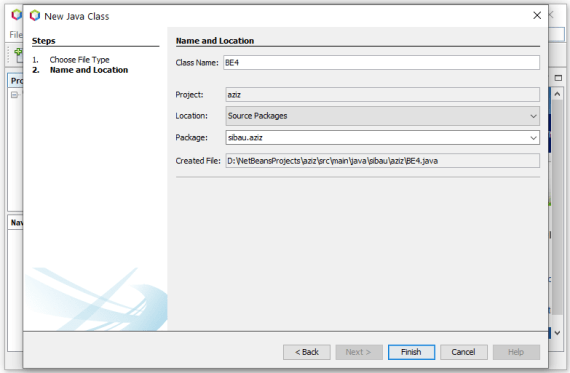 New Java Class
File
Steps
1. Choose File Type
2. Name and Location
Name and Location
Class Name: BE4
Project: aziz
Location: Source Packages
Package: sibau.aziz
Created File: D:\NetBeansProjects\aziz\src\main\java\sibau\aziz\BE4.java
Nav
< Back Next > Finish Cancel Help